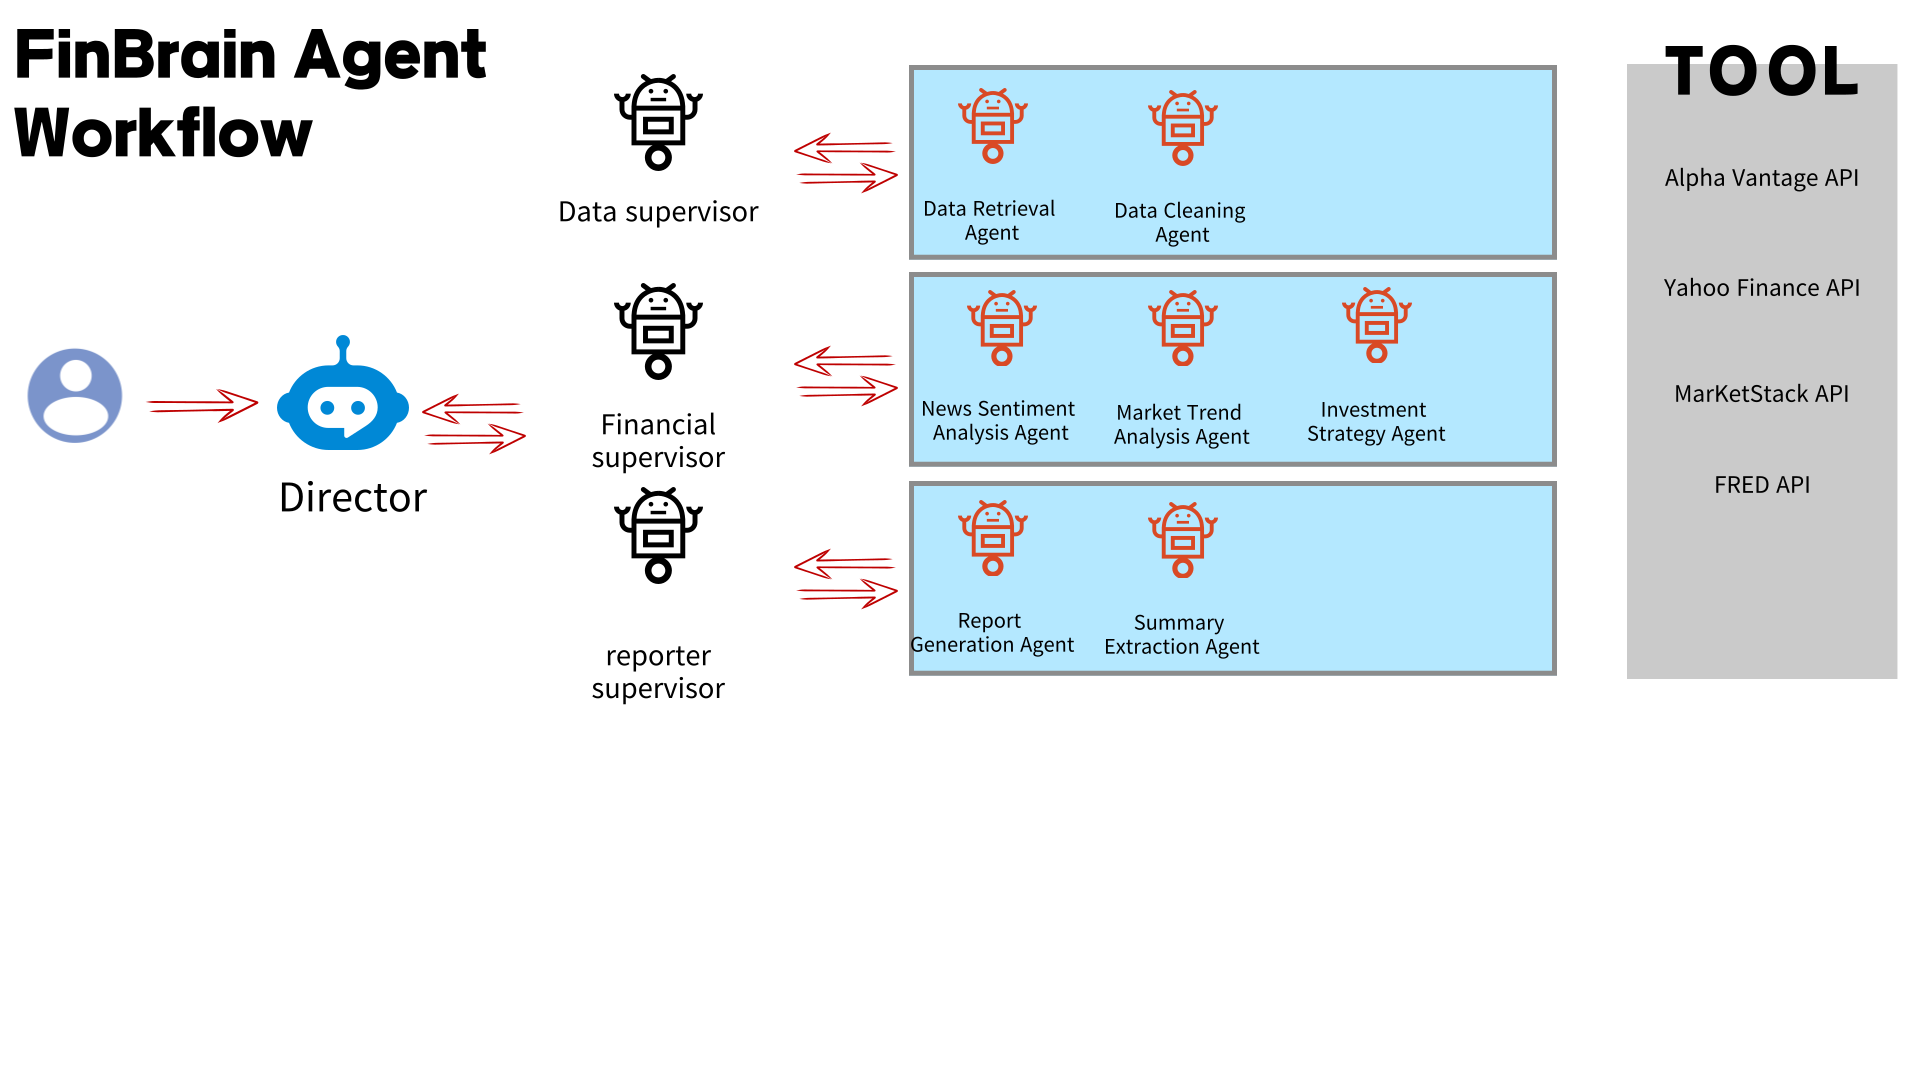 FinBrain Agent
Workflow
Data supervisor
Data Retrieval
Agent
Data Cleaning
Agent
Director
Financial
supervisor
News Sentiment
Analysis Agent
Market Trend
Analysis Agent
Investment
Strategy Agent
reporter
supervisor
Report
Generation Agent
Summary
Extraction Agent
TOOL
Alpha Vantage API
Yahoo Finance API
MarKetStack API
FRED API